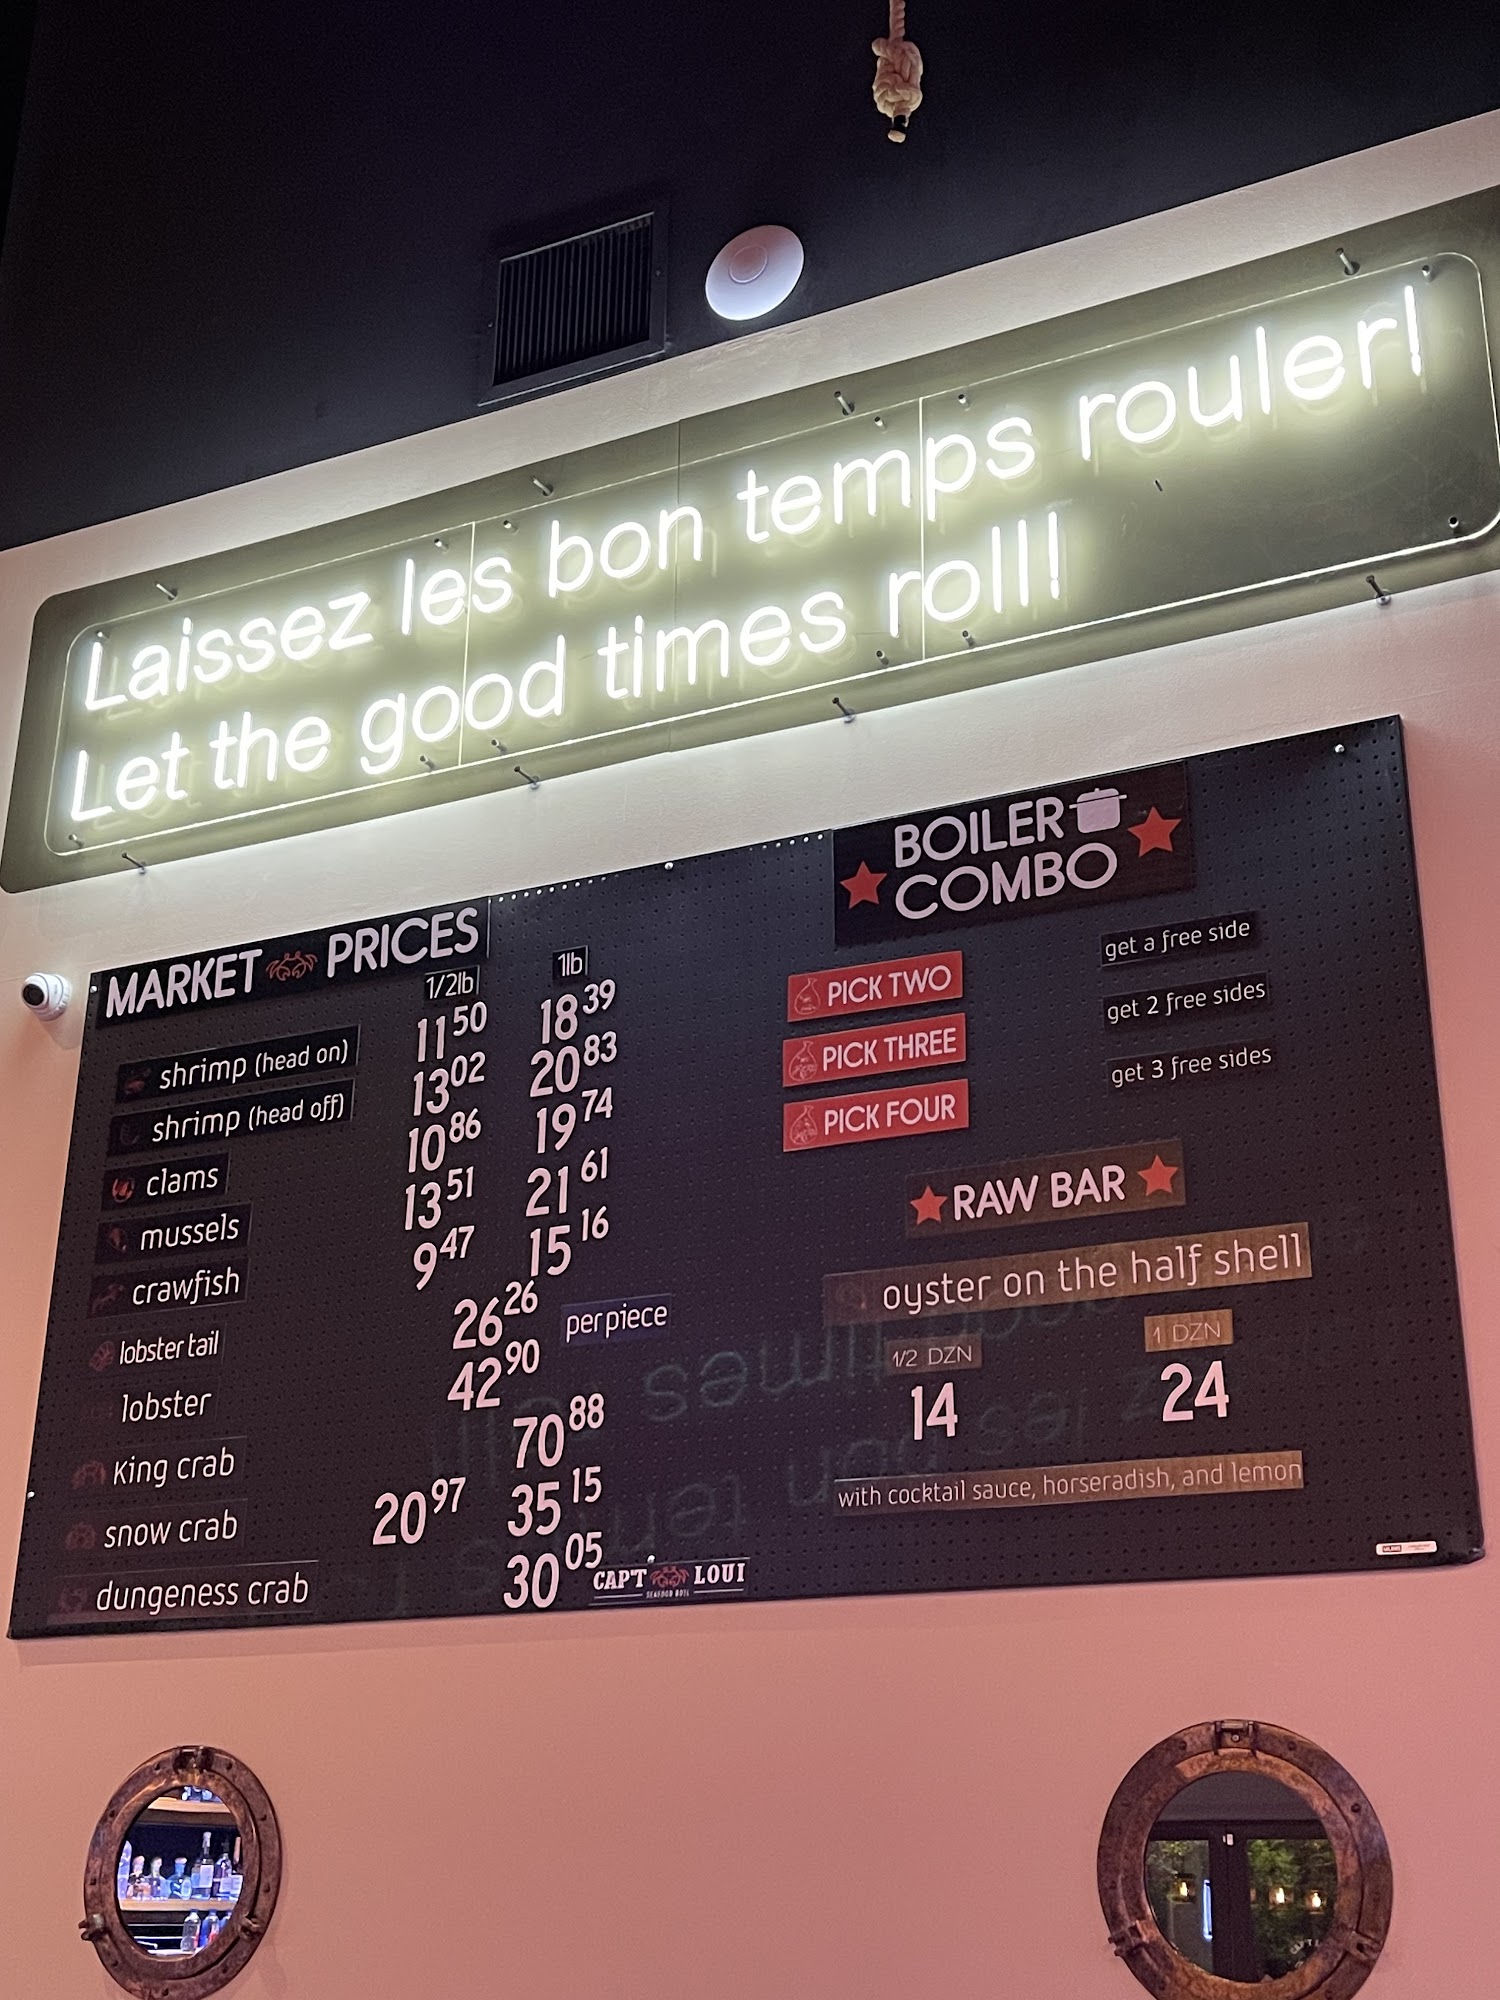 Laissez les bon temps rouler!
Let the good times roll!
MARKET PRICES
1/2lb 1lb
shrimp (head on) 11 50 18 39
shrimp (head off) 13 02 20 83
clams 10 86 19 74
mussels 13 51 21 61
crawfish 9 47 15 16
lobster tail 26 26 per piece
lobster 42 90
King crab 70 88
snow crab 20 97 35 15
dungeness crab 30 05
CAP'T LOUI
SEAFOOD BOIL
BOILER
COMBO
PICK TWO get a free side
PICK THREE get 2 free sides
PICK FOUR get 3 free sides
RAW BAR
oyster on the half shell
1/2 DZN 1 DZN
14 24
with cocktail sauce, horseradish, and lemon